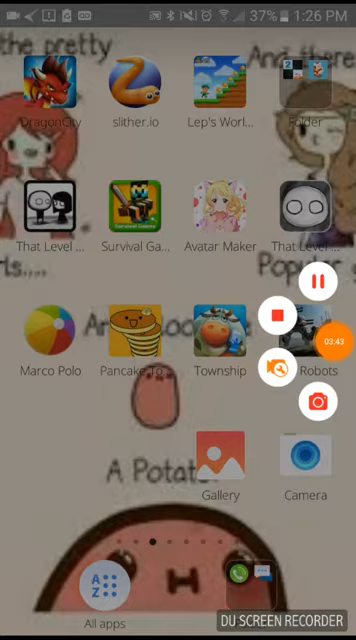 37% 1:26 PM
the pretty
And there
DragonCity slither.io Lep's Worl... Folder
That Level ... Survival Ga... Avatar Maker That Level ...
Pop
03:43
Marco Polo Pancake To... Township Robots
A Potato
Gallery Camera
A Z
All apps
DU SCREEN RECORDER